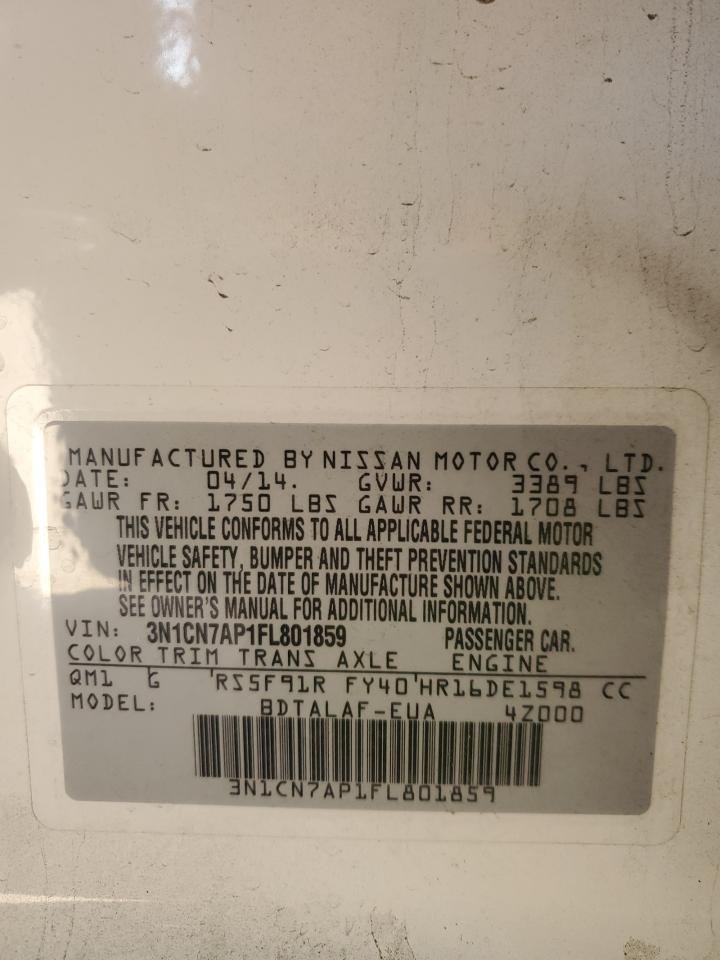 MANUFACTURED BY NISSAN MOTOR CO., LTD.
DATE: 04/14. GVWR: 3389 LBS
GAWR FR: 1750 LBS GAWR RR: 1708 LBS
THIS VEHICLE CONFORMS TO ALL APPLICABLE FEDERAL MOTOR
VEHICLE SAFETY, BUMPER AND THEFT PREVENTION STANDARDS
IN EFFECT ON THE DATE OF MANUFACTURE SHOWN ABOVE.
SEE OWNER'S MANUAL FOR ADDITIONAL INFORMATION.
VIN: 3N1CN7AP1FL801859 PASSENGER CAR.
COLOR TRIM TRANS AXLE ENGINE
QM1 G RS5F91R FY40 HR16DE1598 CC
MODEL: BDTALAF-EUA 4Z000
3N1CN7AP1FL801859